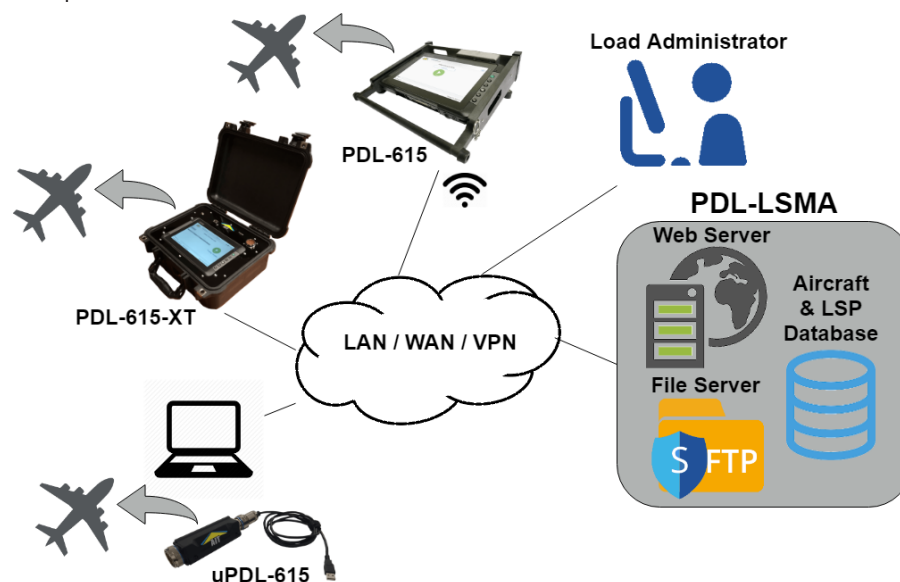 Load Administrator
PDL-615
PDL-LSMA
Web Server
Aircraft
& LSP
Database
PDL-615-XT
LAN / WAN / VPN
File Server
S FTP
AIT
uPDL-615